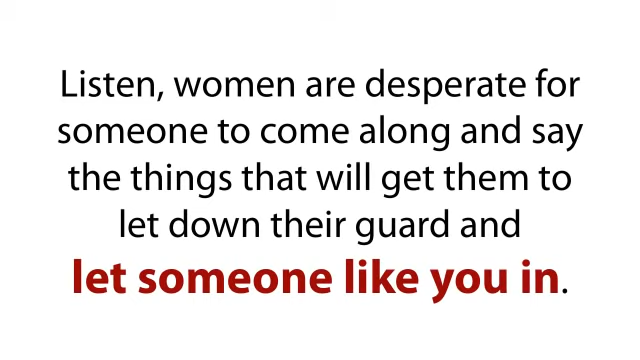 Listen, women are desperate for
someone to come along and say
the things that will get them to
let down their guard and
let someone like you in.